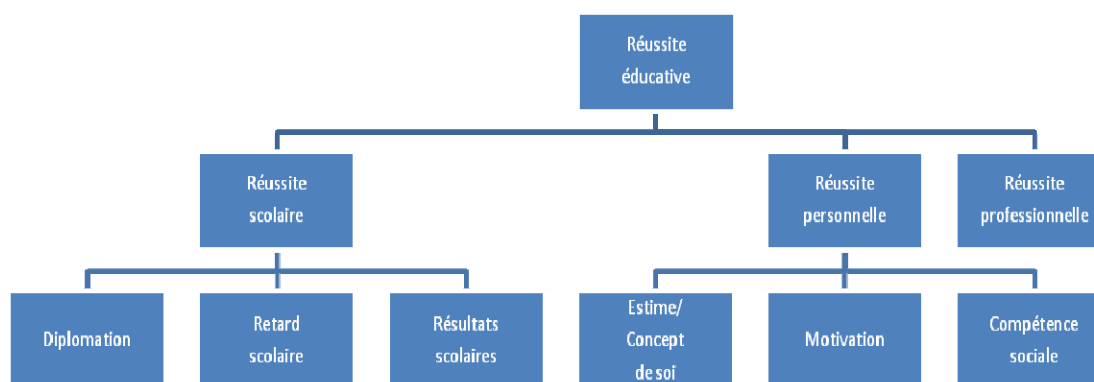 Réussite
éducative
Réussite
scolaire
Réussite
personnelle
Réussite
professionnelle
Diplomation
Retard
scolaire
Résultats
scolaires
Estime/
Concept
de soi
Motivation
Compétence
sociale